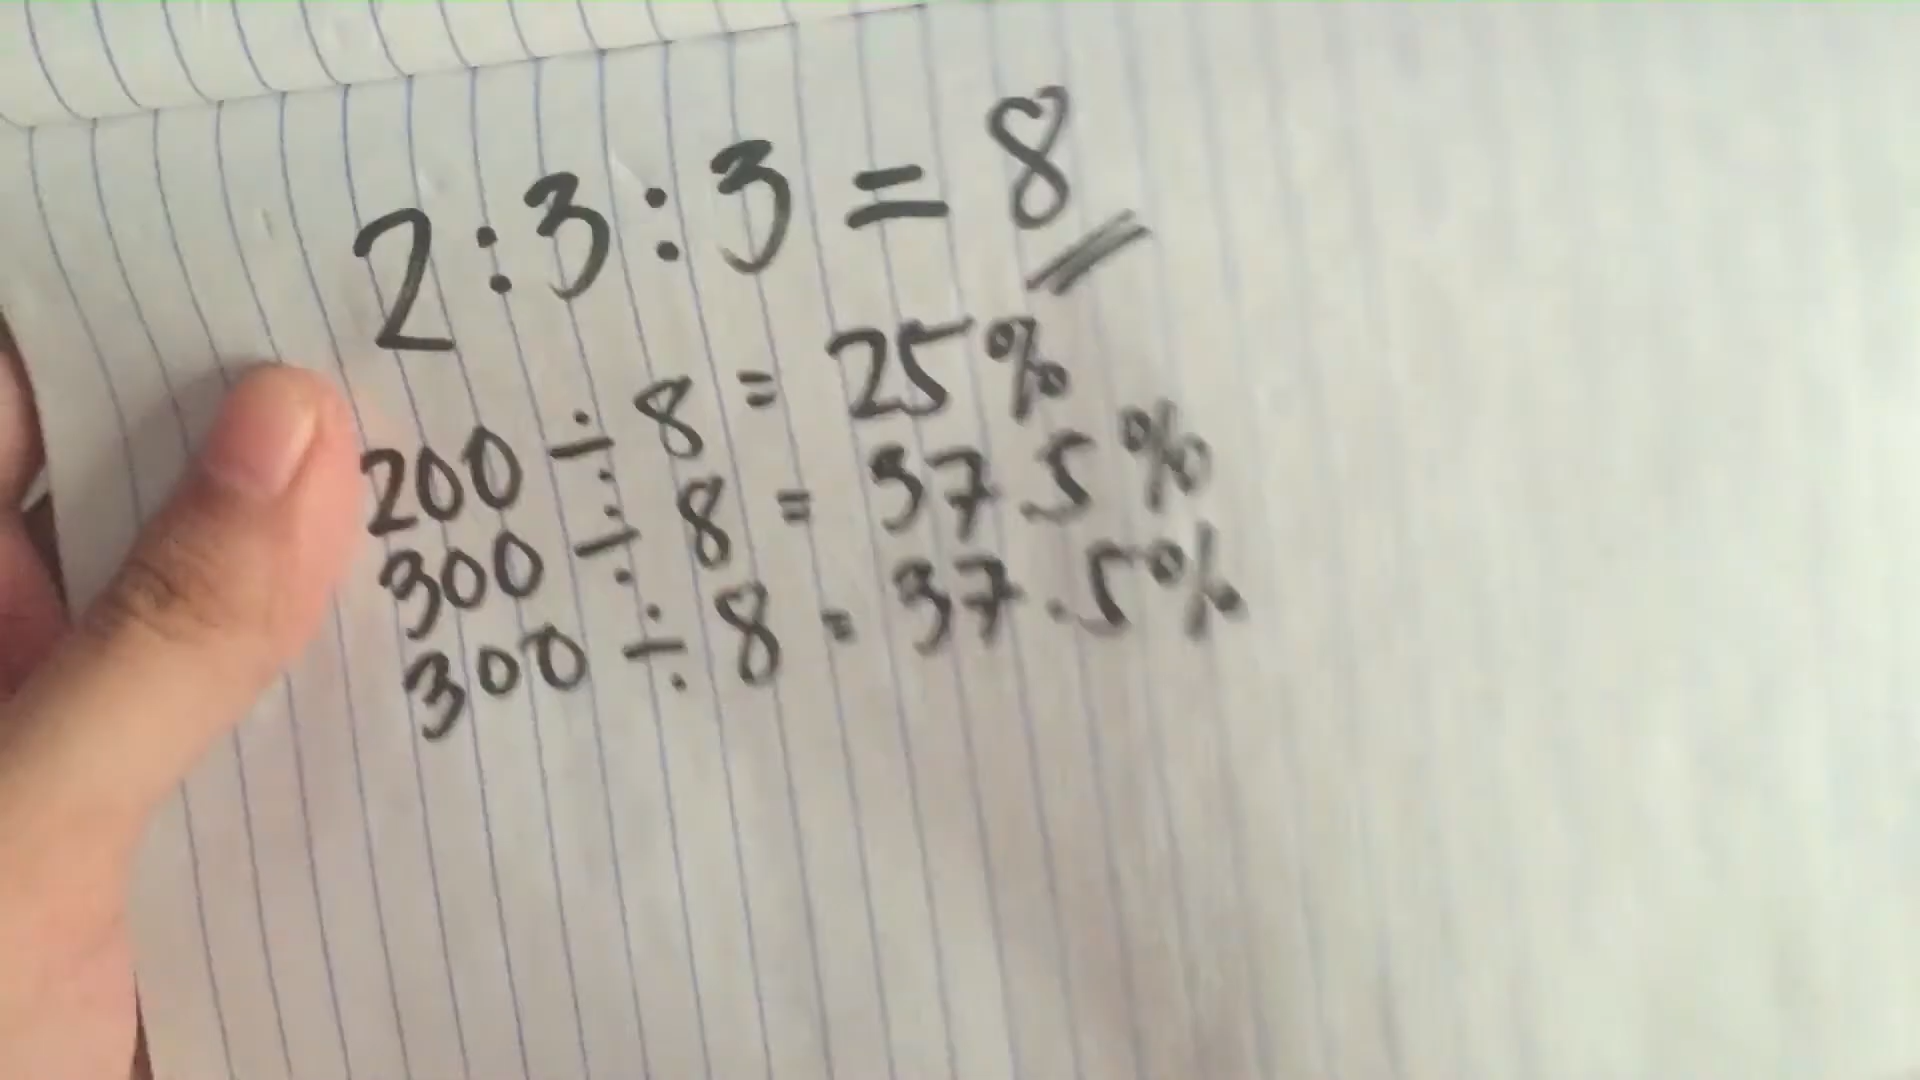 2:3:3 = 8
200 ÷ 8 = 25%
300 ÷ 8 = 37.5%
300 ÷ 8 = 37.5%